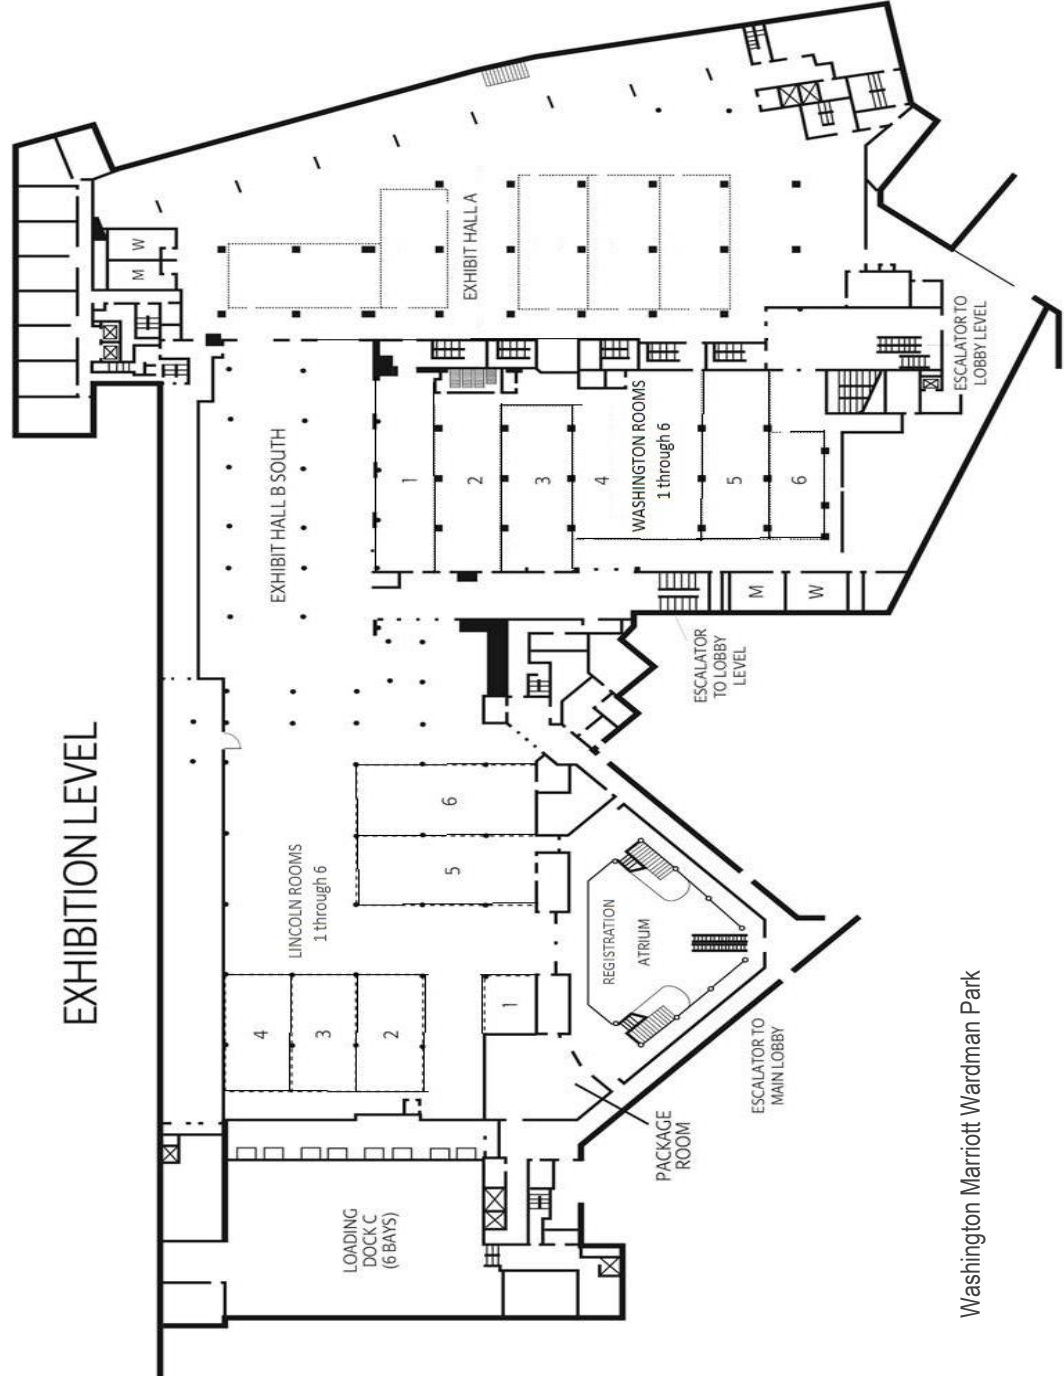 EXHIBITION LEVEL
LOADING
DOCK C
(6 BAYS)
4
3
2
1
LINCOLN ROOMS
1 through 6
5
6
PACKAGE
ROOM
REGISTRATION
ATRIUM
ESCALATOR TO
MAIN LOBBY
EXHIBIT HALL B SOUTH
ESCALATOR
TO LOBBY
LEVEL
M
W
1
2
3
4
WASHINGTON ROOMS
1 through 6
5
6
EXHIBIT HALL A
M
W
ESCALATOR TO
LOBBY LEVEL
Washington Marriott Wardman Park